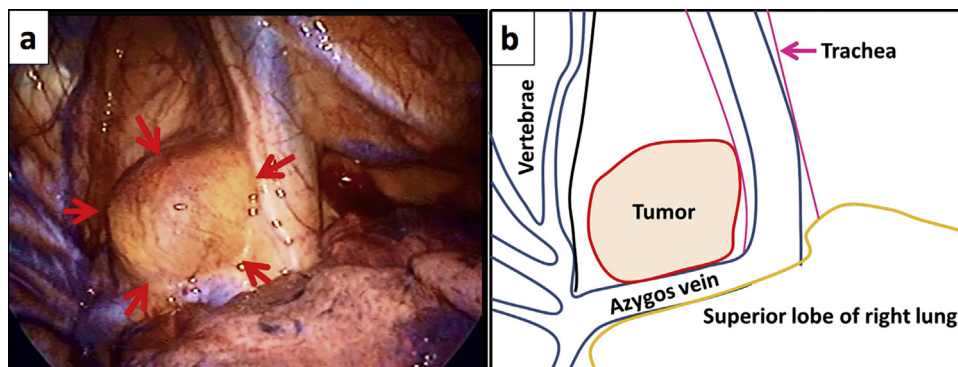 a
b
Vertebrae
Trachea
Tumor
Azygos vein
Superior lobe of right lung